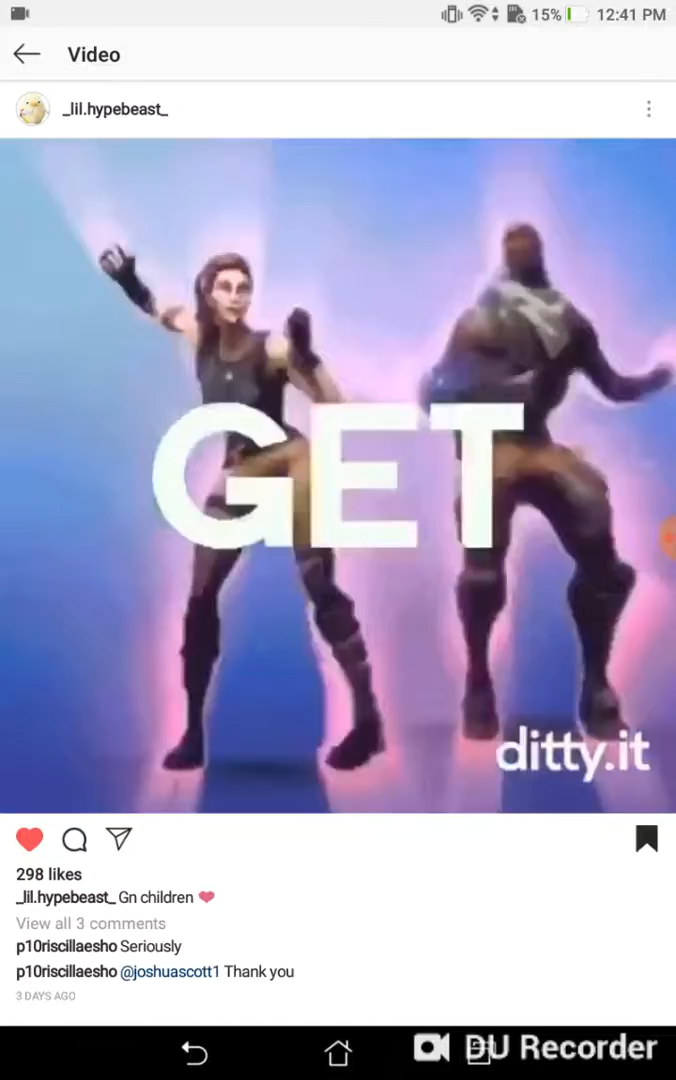 15% 12:41 PM
Video
_lil.hypebeast_
GET
ditty.it
298 likes
_lil.hypebeast_ Gn children ❤
View all 3 comments
p10riscillaesho Seriously
p10riscillaesho @joshuascott1 Thank you
3 DAYS AGO
DU Recorder